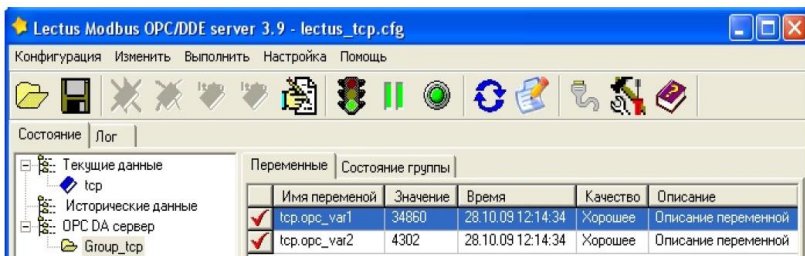 Lectus Modbus OPC/DDE server 3.9 - lectus_tcp.cfg
Конфигурация Изменить Выполнить Настройка Помощь
Состояние Лог
Текущие данные
tcp
Исторические данные
OPC DA сервер
Group_tcp
Переменные Состояние группы
Имя переменой Значение Время Качество Описание
tcp.opc_var1 34860 28.10.09 12:14:34 Хорошее Описание переменной
tcp.opc_var2 4302 28.10.09 12:14:34 Хорошее Описание переменной